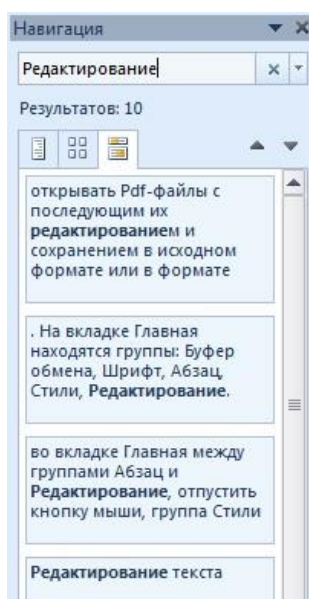 Навигация
Редактирование
Результатов: 10
открывать Pdf-файлы с
последующим их
редактированием и
сохранением в исходном
формате или в формате
. На вкладке Главная
находятся группы: Буфер
обмена, Шрифт, Абзац,
Стили, Редактирование.
во вкладке Главная между
группами Абзац и
Редактирование, отпустить
кнопку мыши, группа Стили
Редактирование текста